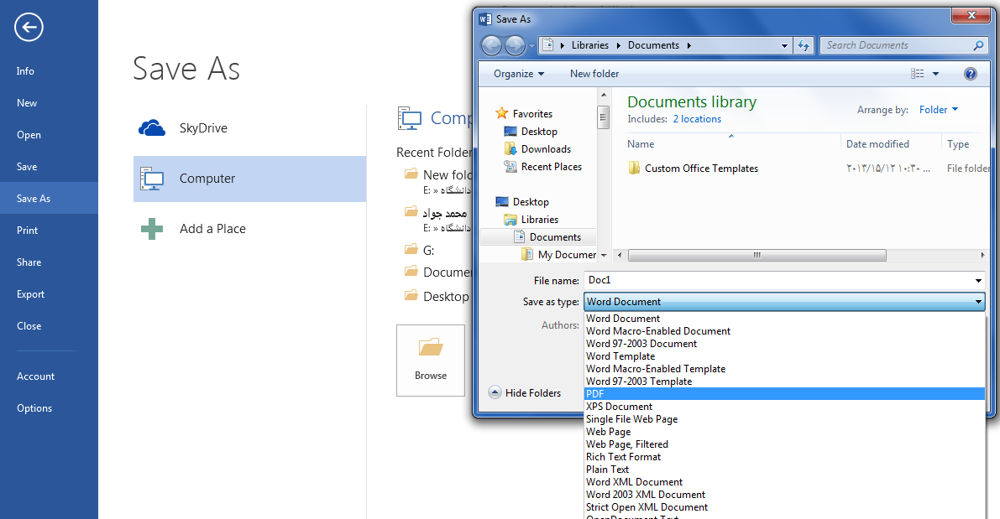 Info
New
Open
Save
Save As
Print
Share
Export
Close
Account
Options
Save As
SkyDrive
Computer
Add a Place
Comp
Recent Folder
New fold
E: » دانشگاه
محمد جواد
E: » دانشگاه
G:
Documen
Desktop
Browse
Save As
Libraries
Documents
Search Documents
Organize
New folder
Favorites
Desktop
Downloads
Recent Places
Desktop
Libraries
Documents
My Documer
Documents library
Includes: 2 locations
Arrange by: Folder
Name Date modified Type
Custom Office Templates ۲۰۱۳/۱۵/۱۲ ۱۰:۳۰ ... File folder
File name: Doc1
Save as type: Word Document
Authors:
Hide Folders
Word Document
Word Macro-Enabled Document
Word 97-2003 Document
Word Template
Word Macro-Enabled Template
Word 97-2003 Template
PDF
XPS Document
Single File Web Page
Web Page
Web Page, Filtered
Rich Text Format
Plain Text
Word XML Document
Word 2003 XML Document
Strict Open XML Document
OpenDocument Text